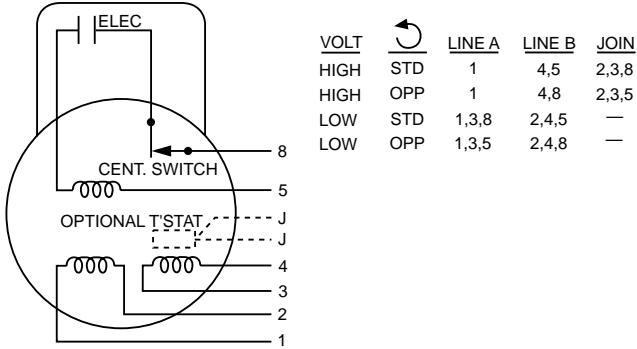 ELEC
8
CENT. SWITCH
5
OPTIONAL T'STAT
J
J
4
3
2
1
VOLT LINE A LINE B JOIN
HIGH STD 1 4,5 2,3,8
HIGH OPP 1 4,8 2,3,5
LOW STD 1,3,8 2,4,5 —
LOW OPP 1,3,5 2,4,8 —